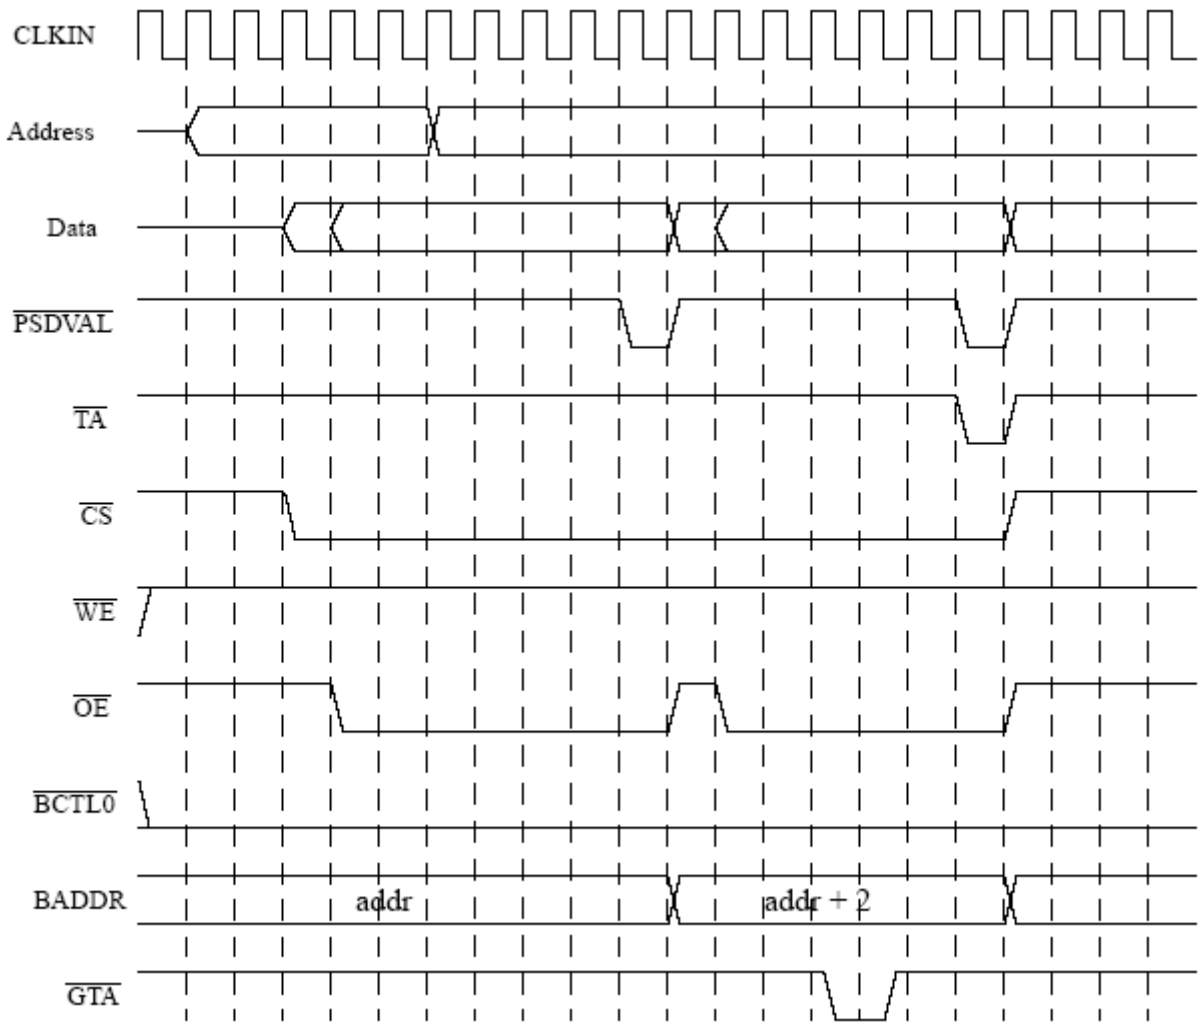 CLKIN
Address
Data
PSDVAL
TA
CS
WE
OE
BCTL0
BADDR addr addr + 2
GTA